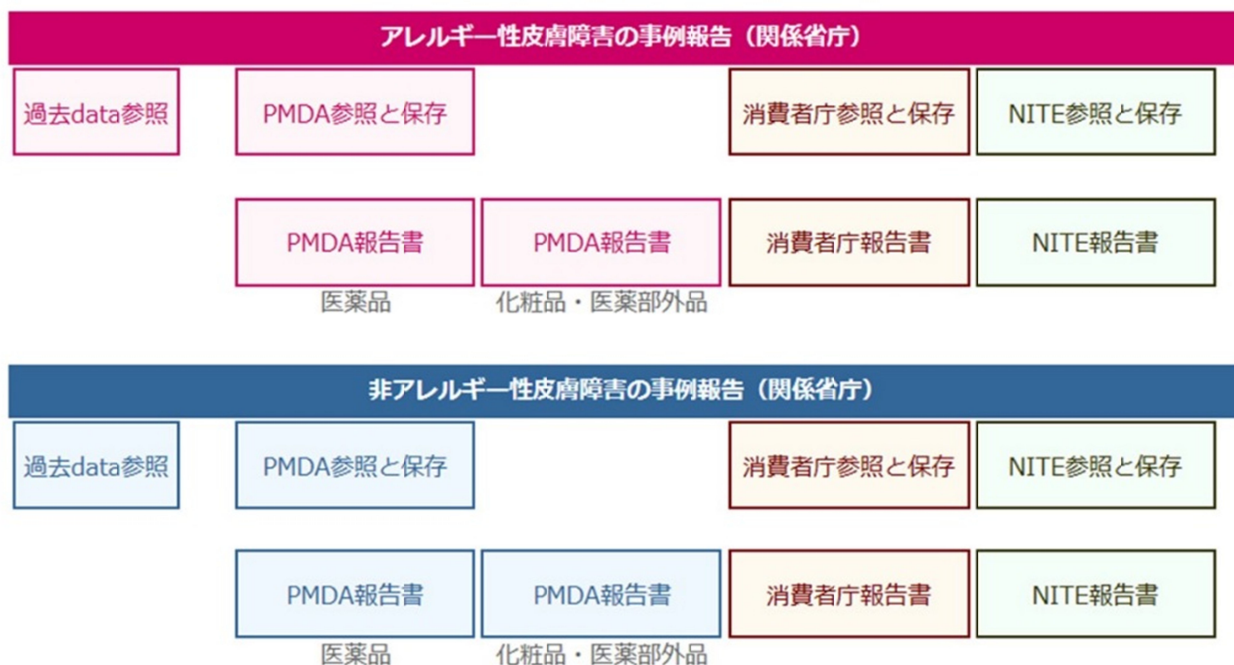 アレルギー性皮膚障害の事例報告（関係省庁）
過去data参照
PMDA参照と保存
消費者庁参照と保存
NITE参照と保存
PMDA報告書
PMDA報告書
消費者庁報告書
NITE報告書
医薬品
化粧品・医薬部外品
非アレルギー性皮膚障害の事例報告（関係省庁）
過去data参照
PMDA参照と保存
消費者庁参照と保存
NITE参照と保存
PMDA報告書
PMDA報告書
消費者庁報告書
NITE報告書
医薬品
化粧品・医薬部外品